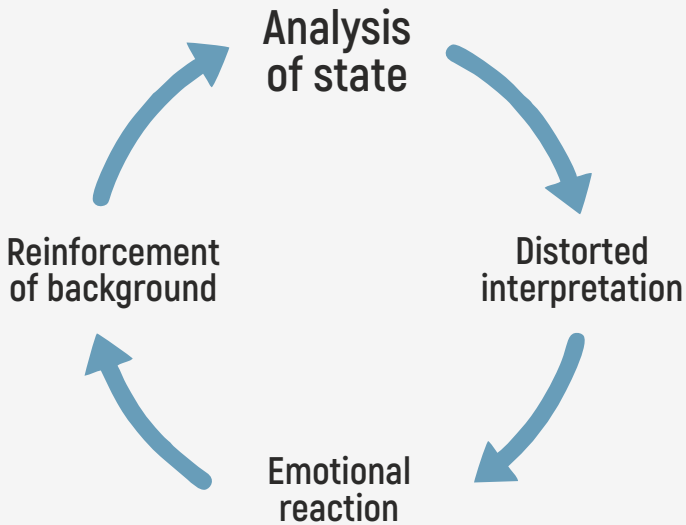 Analysis
of state
Distorted
interpretation
Emotional
reaction
Reinforcement
of background